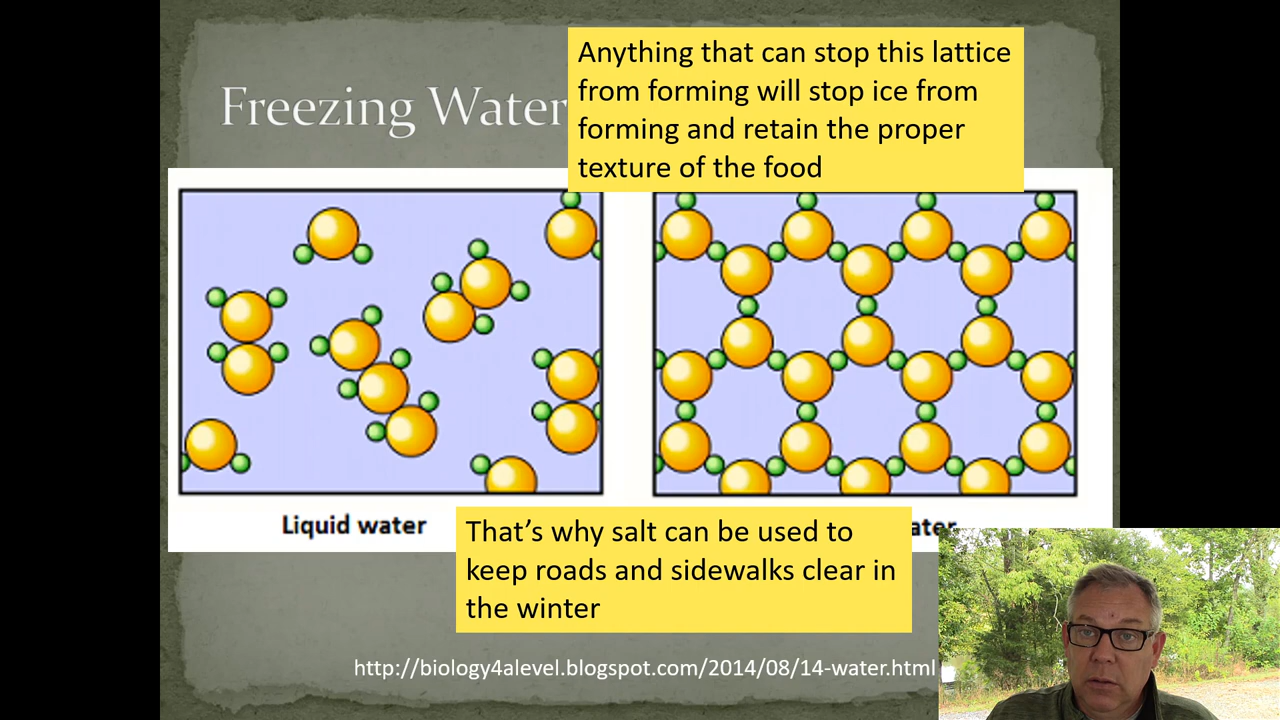 Freezing Water
Anything that can stop this lattice
from forming will stop ice from
forming and retain the proper
texture of the food
Liquid water
That's why salt can be used to
keep roads and sidewalks clear in
the winter
http://biology4alevel.blogspot.com/2014/08/14-water.html